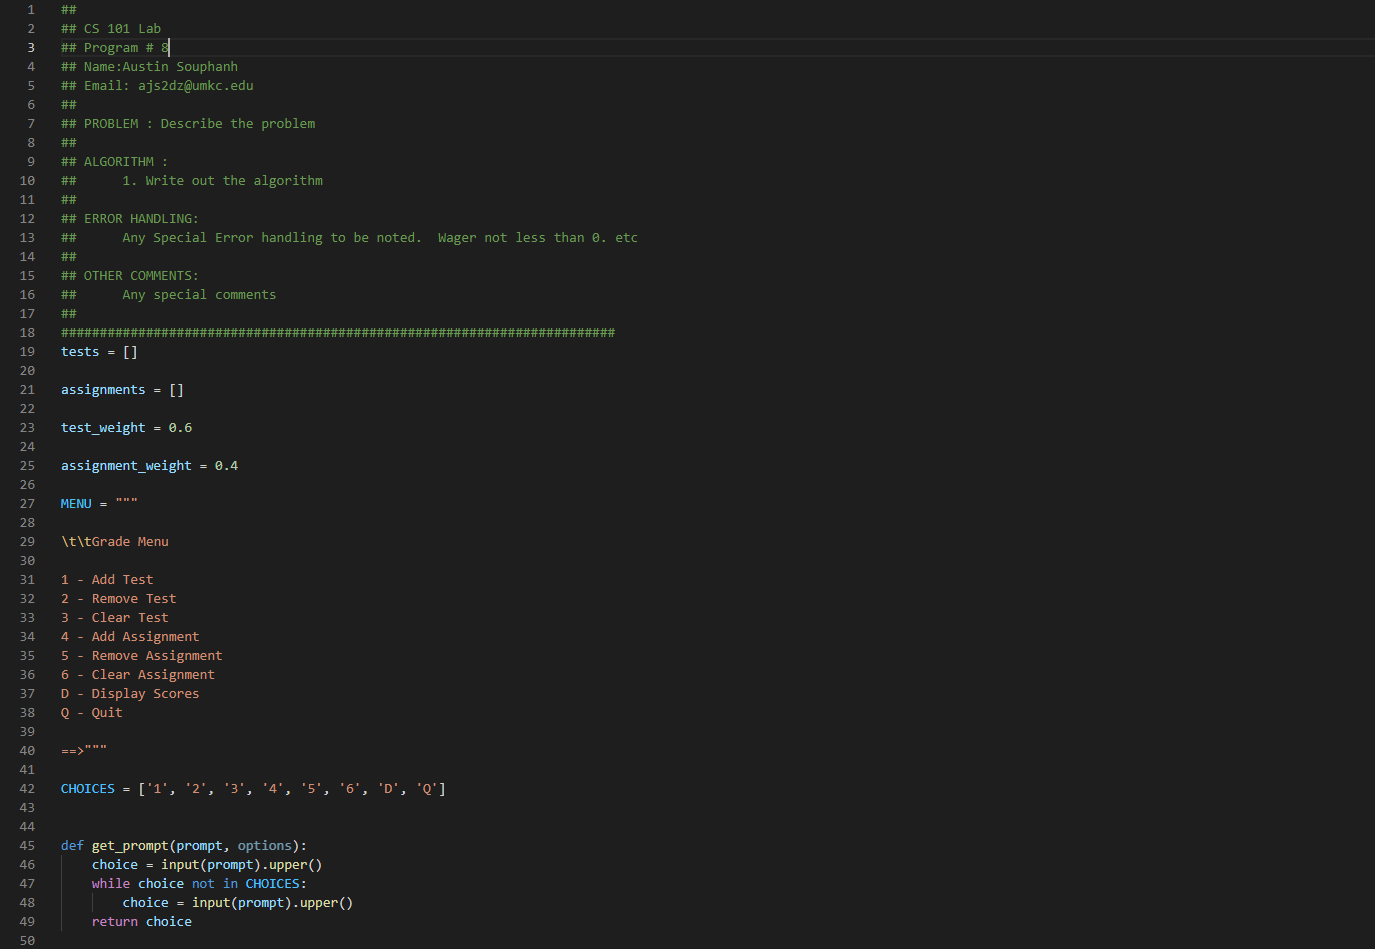 1 ##
2 ## CS 101 Lab
3 ## Program # 8
4 ## Name:Austin Souphanh
5 ## Email: ajs2dz@umkc.edu
6 ##
7 ## PROBLEM : Describe the problem
8 ##
9 ## ALGORITHM :
10 ##      1. Write out the algorithm
11 ##
12 ## ERROR HANDLING:
13 ##      Any Special Error handling to be noted.  Wager not less than 0. etc
14 ##
15 ## OTHER COMMENTS:
16 ##      Any special comments
17 ##
18 ########################################################################
19 tests = []
20
21 assignments = []
22
23 test_weight = 0.6
24
25 assignment_weight = 0.4
26
27 MENU = """
28
29 \t\tGrade Menu
30
31 1 - Add Test
32 2 - Remove Test
33 3 - Clear Test
34 4 - Add Assignment
35 5 - Remove Assignment
36 6 - Clear Assignment
37 D - Display Scores
38 Q - Quit
39
40 ==>"""
41
42 CHOICES = ['1', '2', '3', '4', '5', '6', 'D', 'Q']
43
44
45 def get_prompt(prompt, options):
46     choice = input(prompt).upper()
47     while choice not in CHOICES:
48         choice = input(prompt).upper()
49     return choice
50